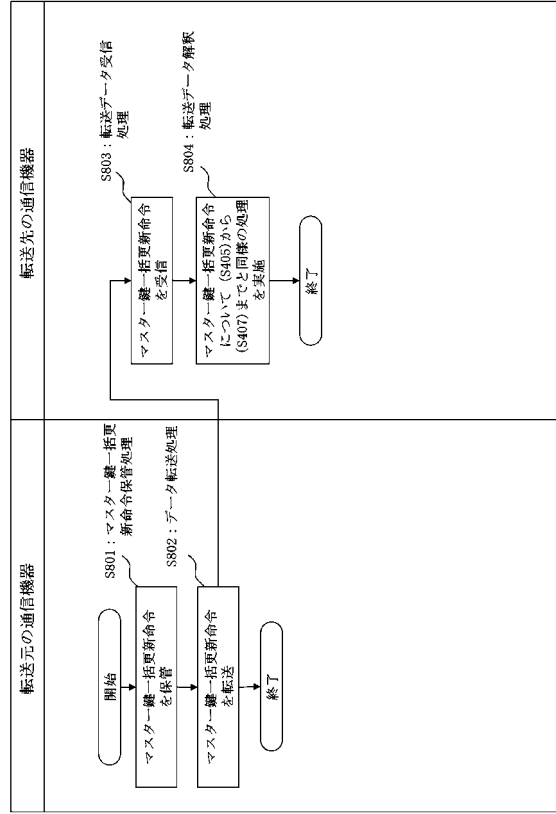 転送元の通信機器
開始
S801：マスター鍵一括更
新命令保管処理
マスター鍵一括更新命令
を保管
S802：データ転送処理
マスター鍵一括更新命令
を転送
終了
転送先の通信機器
S803：転送データ受信
処理
マスター鍵一括更新命令
を受信
S804：転送データ解釈
処理
マスター鍵一括更新命令
について (S405)から
(S407)までと同様の処理
を実施
終了